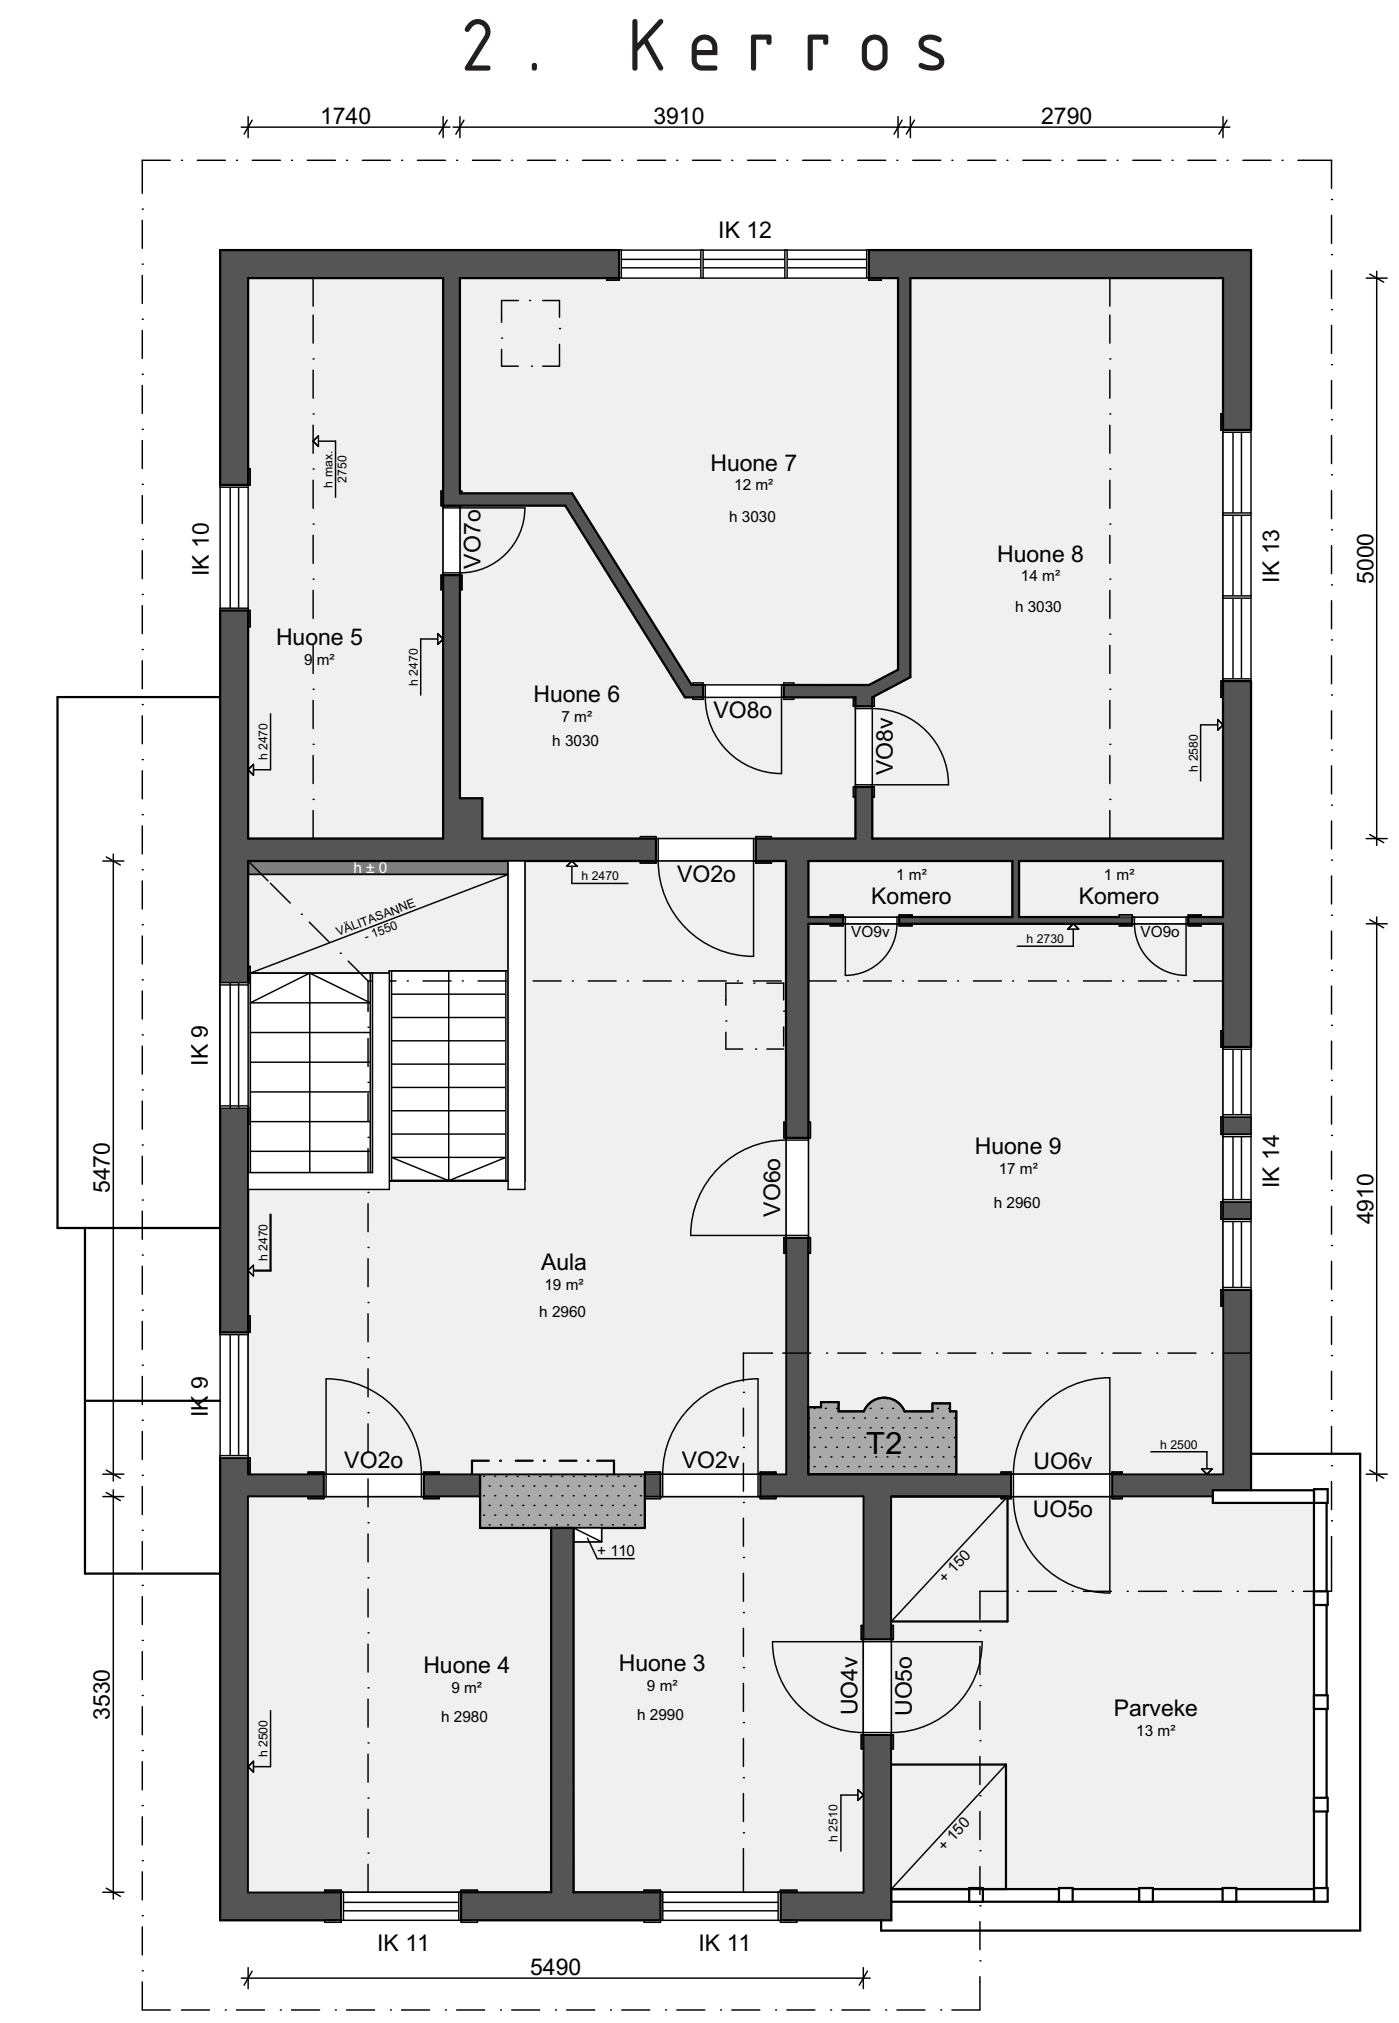 2. Kerros
1740
3910
2790
IK 12
Huone 7
12 m²
h 3030
h max.
2750
IK 10
VO7o
Huone 8
14 m²
h 3030
IK 13
5000
Huone 5
9 m²
h 2470
h 2470
Huone 6
7 m²
h 3030
VO8o
VO8v
h 2580
h ± 0
VÄLITASANNE
- 1550
h 2470
VO2o
1 m²
Komero
1 m²
Komero
VO9v
h 2730
VO9o
IK 9
5470
VO6o
Huone 9
17 m²
h 2960
IK 14
4910
h 2470
Aula
19 m²
h 2960
IK 9
VO2o
VO2v
T2
UO6v
UO5o
h 2500
+ 110
+ 150
3530
Huone 4
9 m²
h 2980
h 2500
Huone 3
9 m²
h 2990
UO4v
UO5o
Parveke
13 m²
h 2510
+ 150
IK 11
IK 11
5490